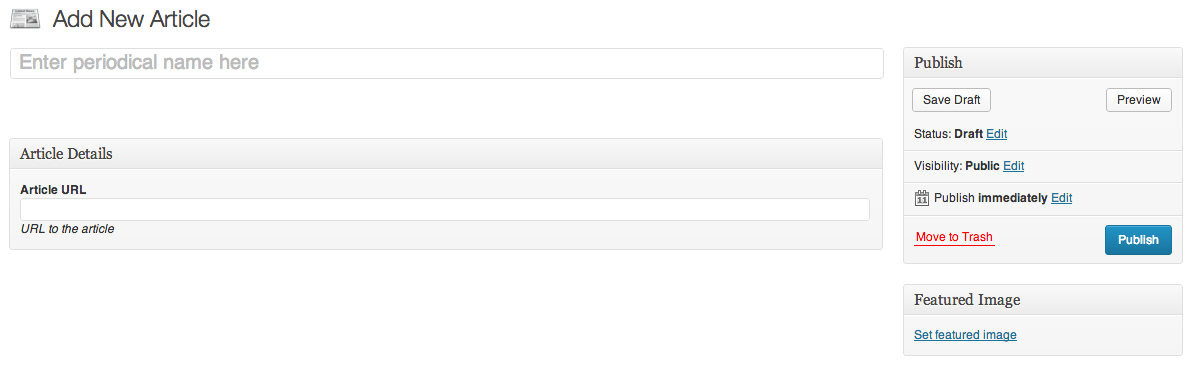 Add New Article
Enter periodical name here
Article Details
Article URL
URL to the article
Publish
Save Draft Preview
Status: Draft Edit
Visibility: Public Edit
11 Publish immediately Edit
Move to Trash Publish
Featured Image
Set featured image